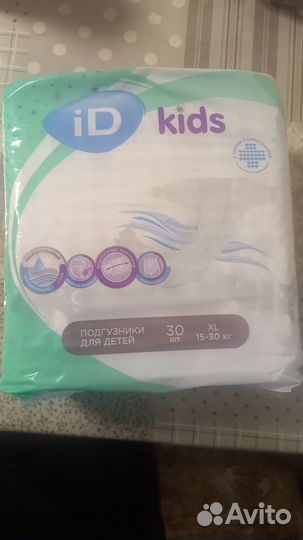 iD
kids
ПОДГУЗНИКИ
ДЛЯ ДЕТЕЙ
30
шт.
XL
15-30 кг
Avito